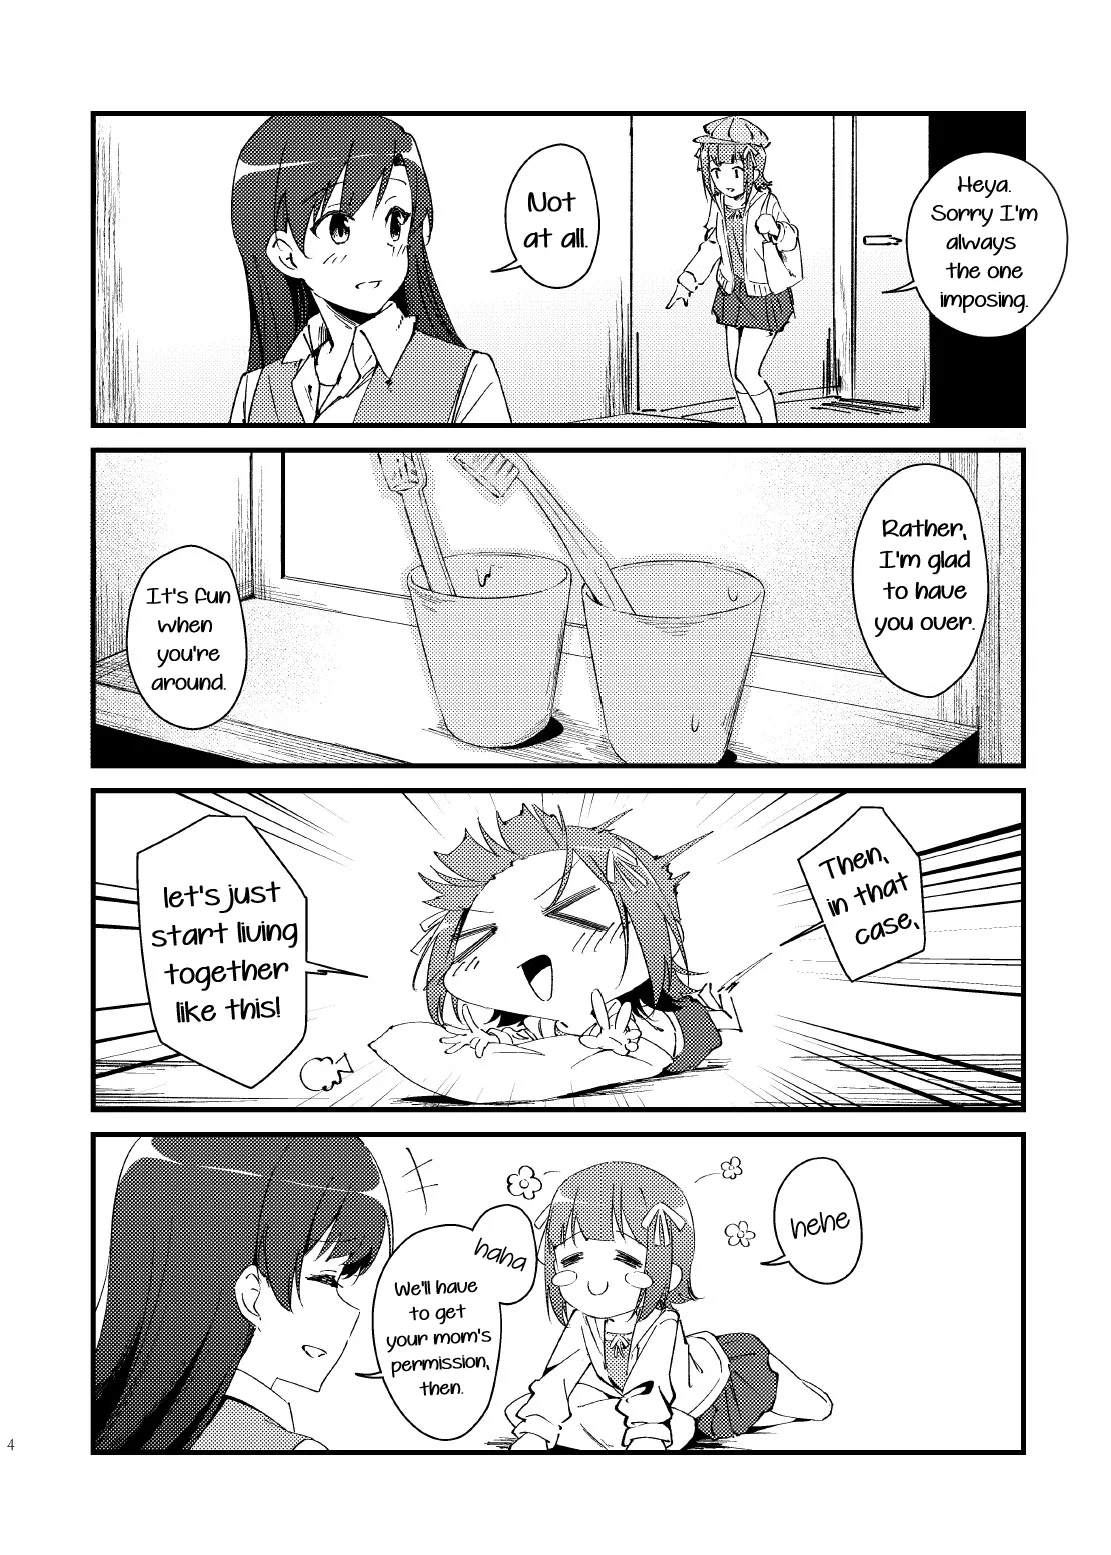 Heya.
Sorry I'm
always
the one
imposing.
Not
at all.
Rather,
I'm glad
to have
you over.
It's fun
when
you're
around.
Then,
in that
case,
let's just
start living
together
like this!
hehe
haha
We'll have
to get
your mom's
permission,
then.
4